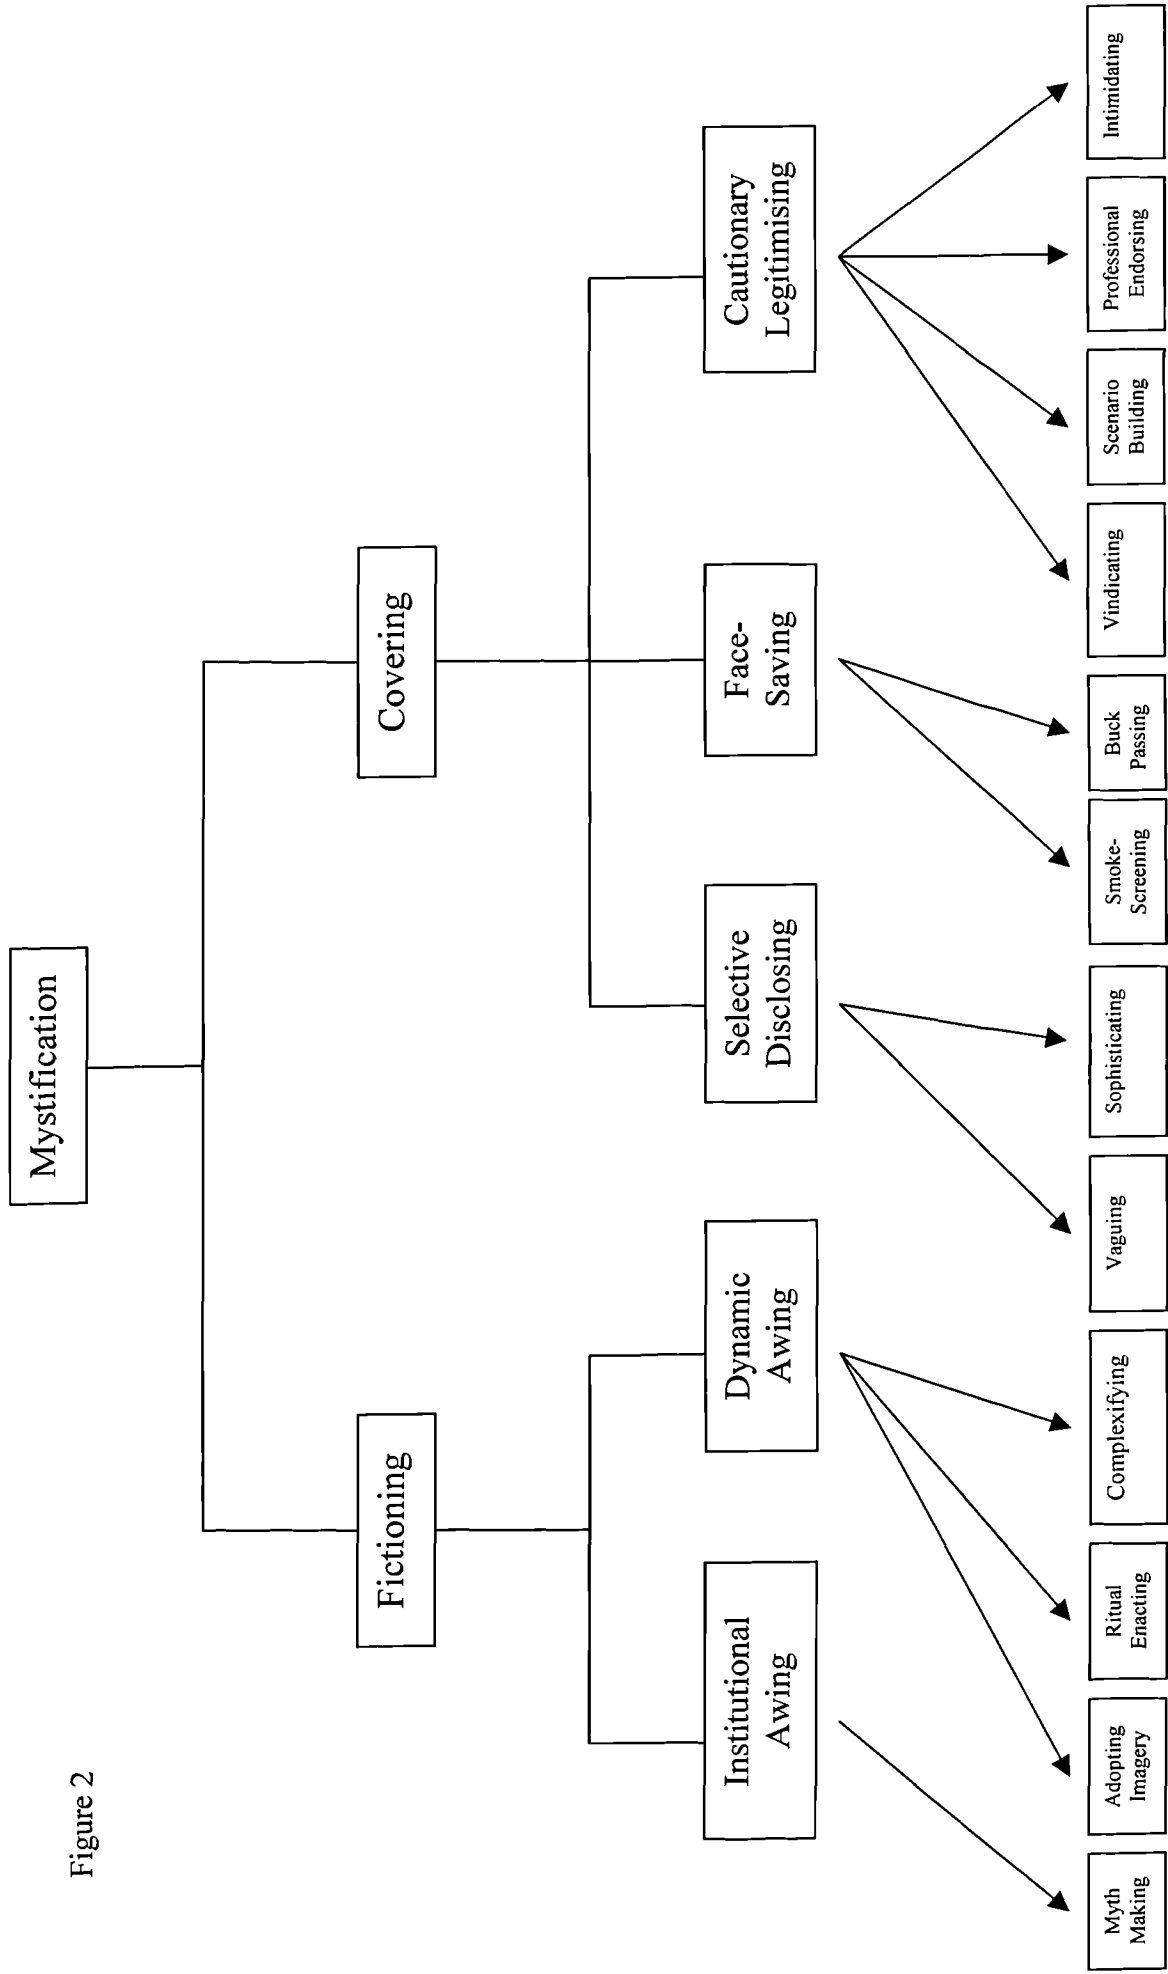 Figure 2
Mystification
Fictioning
Covering
Institutional
Awing
Dynamic
Awing
Selective
Disclosing
Face-
Saving
Cautionary
Legitimising
Myth
Making
Adopting
Imagery
Ritual
Enacting
Complexifying
Vaguing
Sophisticating
Smoke-
Screening
Buck
Passing
Vindicating
Scenario
Building
Professional
Endorsing
Intimidating